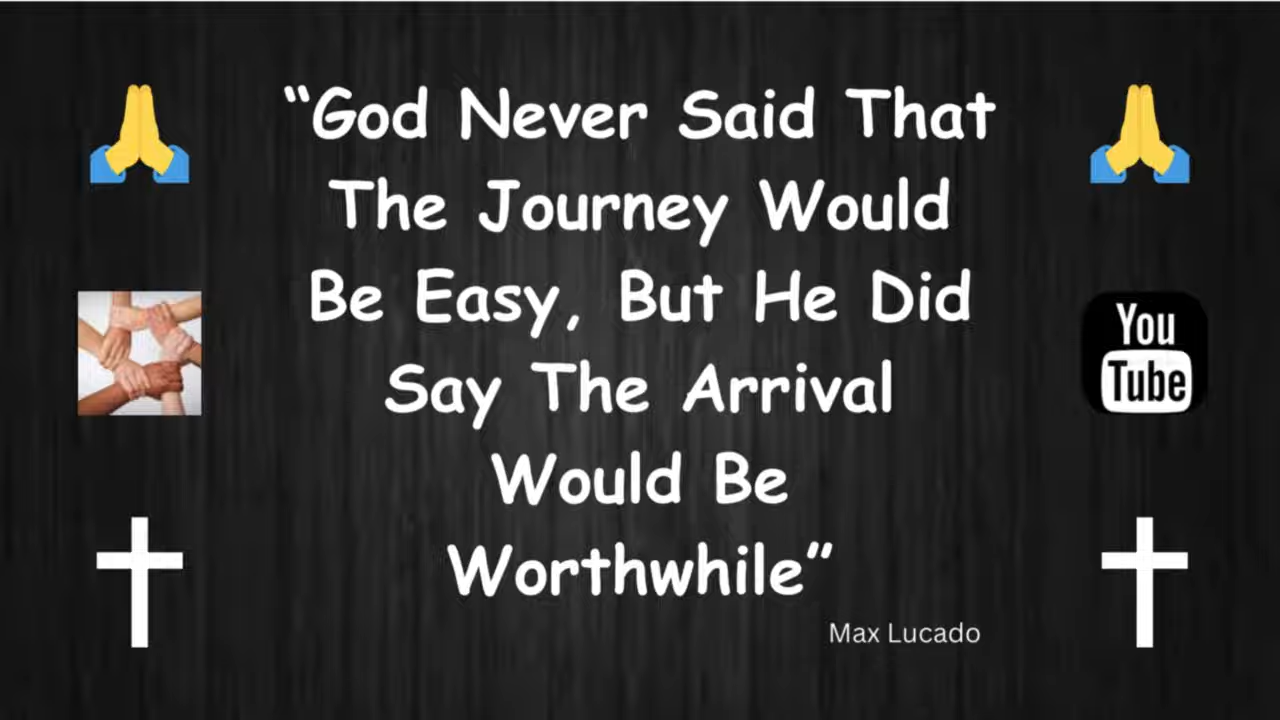 “God Never Said That
The Journey Would
Be Easy, But He Did
Say The Arrival
Would Be
Worthwhile”
Max Lucado
You
Tube